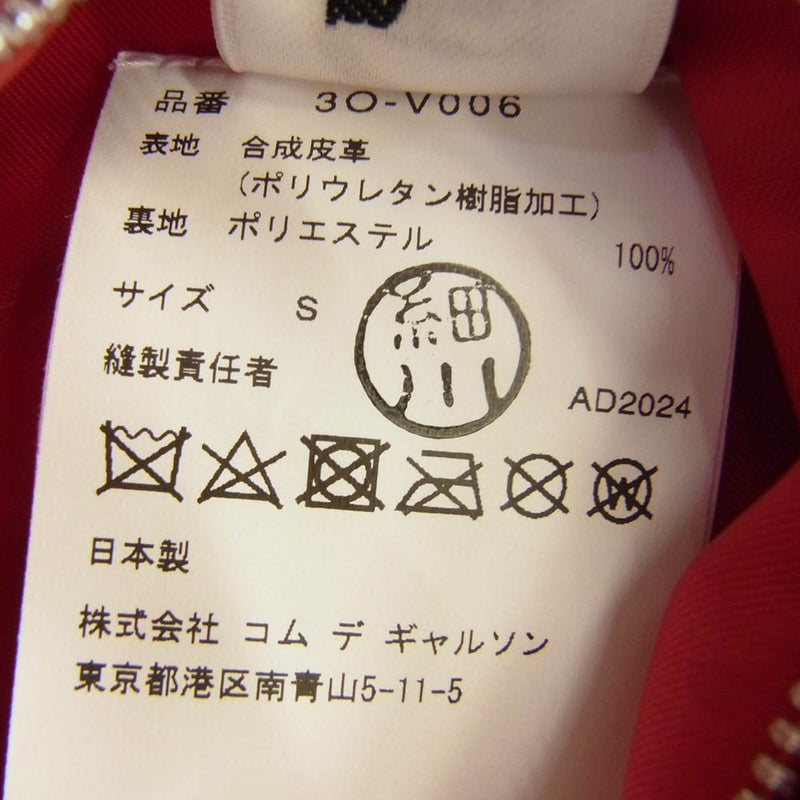 品番 3O-V006
表地 合成皮革
(ポリウレタン樹脂加工)
裏地 ポリエステル 100%
サイズ S
細川
縫製責任者
AD2024
W
日本製
株式会社 コム デ ギャルソン
東京都港区南青山5-11-5